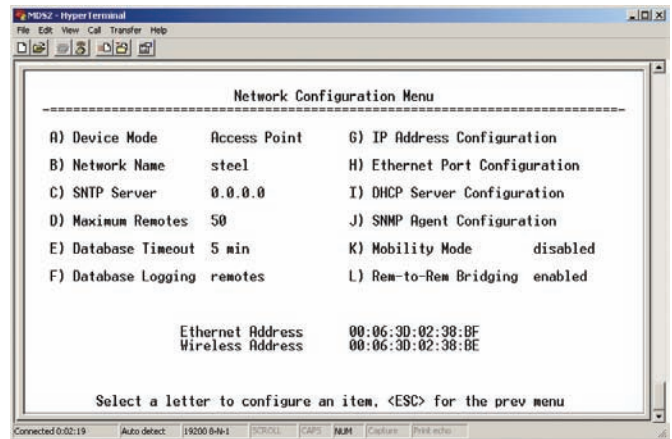 MDS2 - HyperTerminal
File Edit View Call Transfer Help
Network Configuration Menu
-==============================================================================-
A) Device Mode Access Point G) IP Address Configuration
B) Network Name steel H) Ethernet Port Configuration
C) SNTP Server 0.0.0.0 I) DHCP Server Configuration
D) Maximum Remotes 50 J) SNMP Agent Configuration
E) Database Timeout 5 min K) Mobility Mode disabled
F) Database Logging remotes L) Rem-to-Rem Bridging enabled
Ethernet Address 00:06:3D:02:38:BF
Wireless Address 00:06:3D:02:38:BE
Select a letter to configure an item, <ESC> for the prev menu
Connected 0:02:19 Auto detect 19200 8-N-1 SCROLL CAPS NUM Capture Print echo